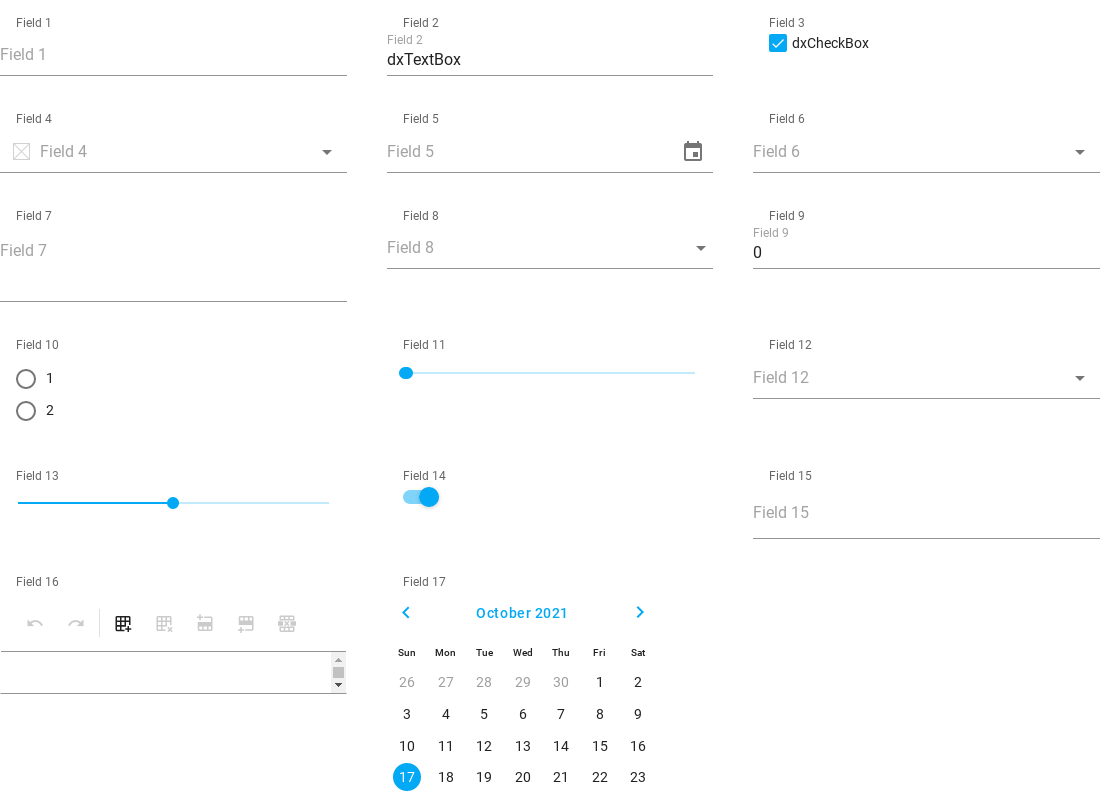 Field 1
Field 1
Field 2
Field 2
dxTextBox
Field 3
dxCheckBox
Field 4
Field 4
Field 5
Field 5
Field 6
Field 6
Field 7
Field 7
Field 8
Field 8
Field 9
Field 9
0
Field 10
1
2
Field 11
Field 12
Field 12
Field 13
Field 14
Field 15
Field 15
Field 16
Field 17
October 2021
Sun Mon Tue Wed Thu Fri Sat
26 27 28 29 30 1 2
3 4 5 6 7 8 9
10 11 12 13 14 15 16
17 18 19 20 21 22 23